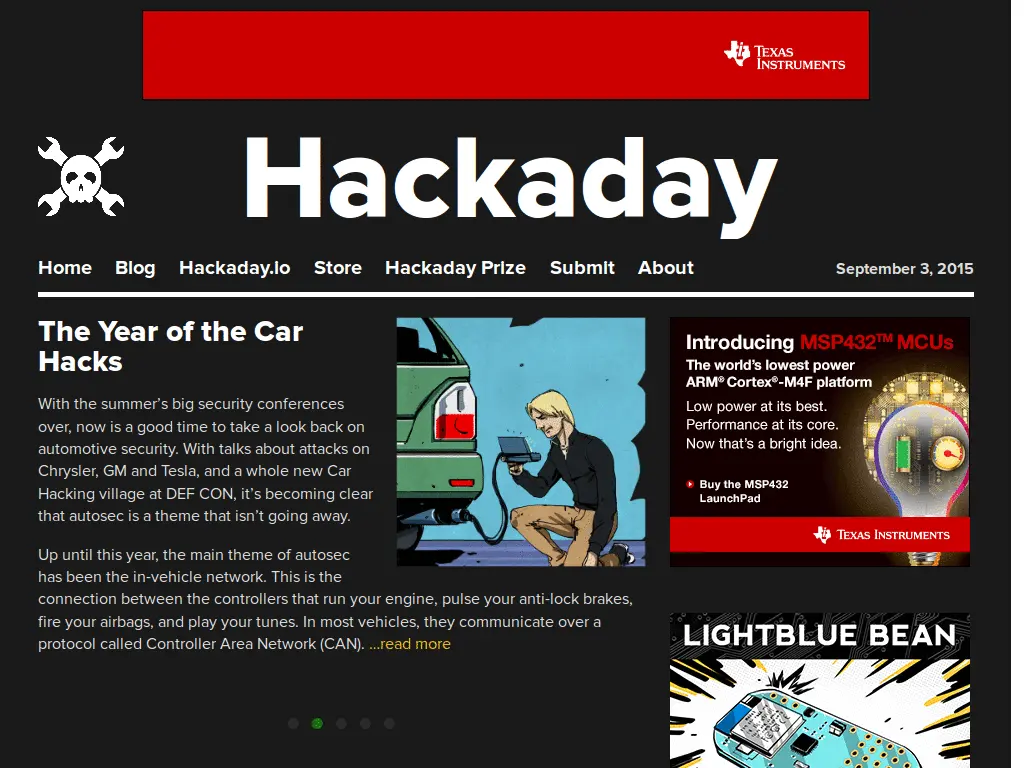 Texas
Instruments
Hackaday
Home Blog Hackaday.io Store Hackaday Prize Submit About September 3, 2015
The Year of the Car
Hacks
With the summer's big security conferences
over, now is a good time to take a look back on
automotive security. With talks about attacks on
Chrysler, GM and Tesla, and a whole new Car
Hacking village at DEF CON, it's becoming clear
that autosec is a theme that isn't going away.
Up until this year, the main theme of autosec
has been the in-vehicle network. This is the
connection between the controllers that run your engine, pulse your anti-lock brakes,
fire your airbags, and play your tunes. In most vehicles, they communicate over a
protocol called Controller Area Network (CAN). ...read more
Introducing MSP432™ MCUs
The world's lowest power
ARM® Cortex®-M4F platform
Low power at its best.
Performance at its core.
Now that's a bright idea.
Buy the MSP432
LaunchPad
Texas Instruments
LIGHTBLUE BEAN